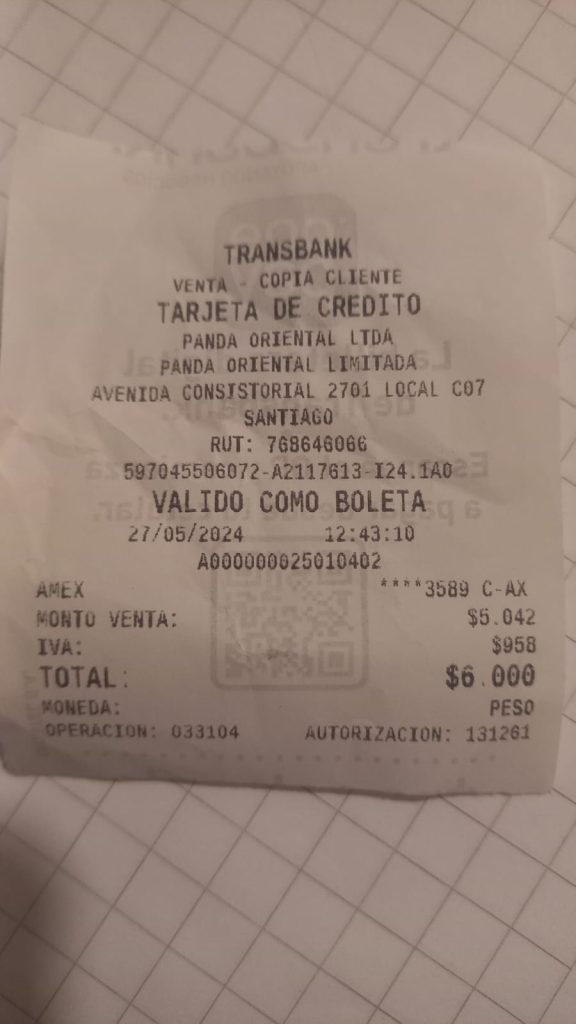 TRANSBANK
VENTA - COPIA CLIENTE
TARJETA DE CREDITO
PANDA ORIENTAL LTDA
PANDA ORIENTAL LIMITADA
AVENIDA CONSISTORIAL 2701 LOCAL C07
SANTIAGO
RUT: 768646066
597045506072-A2117613-I24.1A0
VALIDO COMO BOLETA
27/05/2024 12:43:10
A000000025010402
AMEX ****3589 C-AX
MONTO VENTA: $5.042
IVA: $958
TOTAL: $6.000
MONEDA: PESO
OPERACION: 033104 AUTORIZACION: 131261